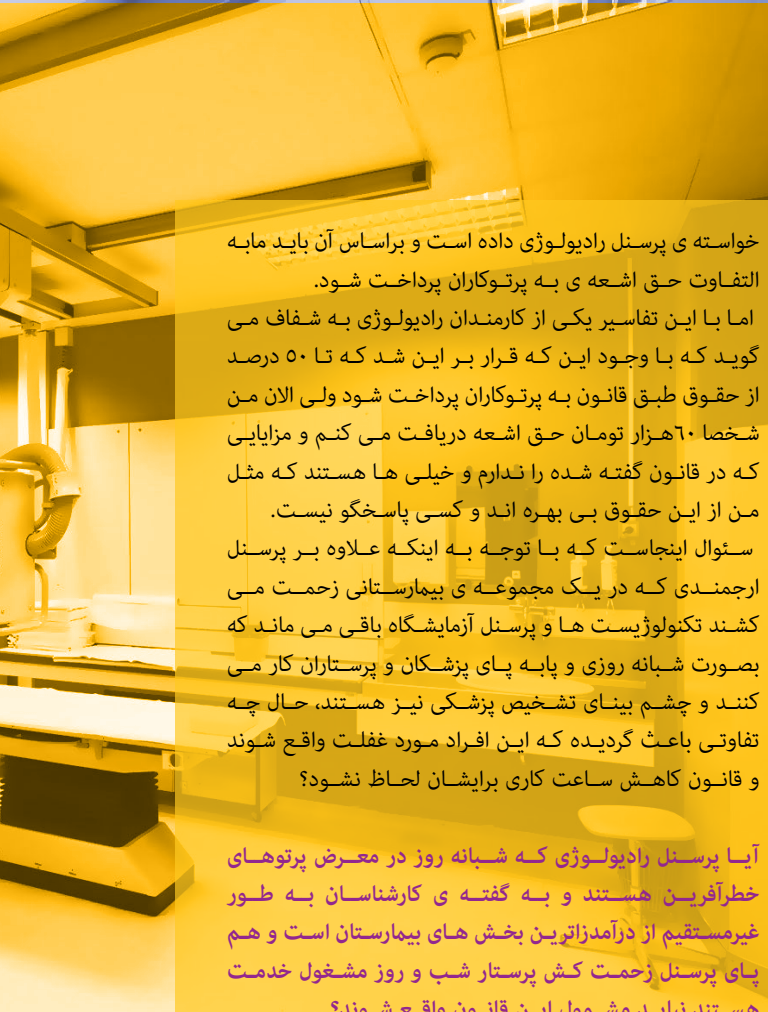 خواسته ی پرسنل رادیولوژی داده است و براساس آن باید مابه
التفاوت حق اشعه ی به پرتوکاران پرداخت شود.
اما با این تفاسیر یکی از کارمندان رادیولوژی به شفاف می
گوید که با وجود این که قرار بر این شد که تا ٥٠ درصد
از حقوق طبق قانون به پرتوکاران پرداخت شود ولی الان من
شخصا ٦٠هزار تومان حق اشعه دریافت می کنم و مزایایی
که در قانون گفته شده را ندارم و خیلی ها هستند که مثل
من از این حقوق بی بهره اند و کسی پاسخگو نیست.
سئوال اینجاست که با توجه به اینکه علاوه بر پرسنل
ارجمندی که در یک مجموعه ی بیمارستانی زحمت می
کشند تکنولوژیست ها و پرسنل آزمایشگاه باقی می ماند که
بصورت شبانه روزی و پابه پای پزشکان و پرستاران کار می
کنند و چشم بینای تشخیص پزشکی نیز هستند، حال چه
تفاوتی باعث گردیده که این افراد مورد غفلت واقع شوند
و قانون کاهش ساعت کاری برایشان لحاظ نشود؟
آیا پرسنل رادیولوژی که شبانه روز در معرض پرتوهای
خطرآفرین هستند و به گفته ی کارشناسان به طور
غیرمستقیم از درآمدزاترین بخش های بیمارستان است و هم
پای پرسنل زحمت کش پرستار شب و روز مشغول خدمت
هستند نباید مشمول این قانون واقع شوند؟